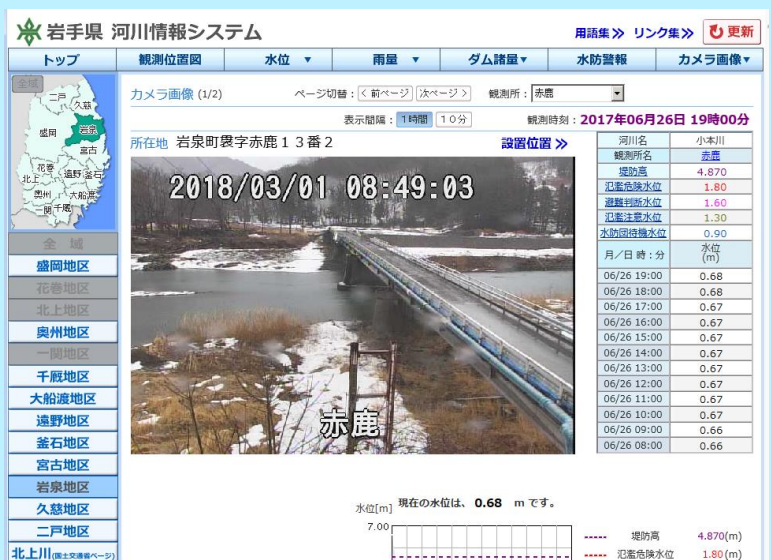 岩手県 河川情報システム
用語集≫ リンク集≫ 更新
トップ 観測位置図 水位 ▼ 雨量 ▼ ダム諸量▼ 水防警報 カメラ画像▼
全域
二戸
久慈
盛岡
岩泉
宮古
花巻
北上
遠野
釜石
奥州
大船渡
一関
千厩
カメラ画像 (1/2) ページ切替：< 前ページ 次ページ > 観測所：赤鹿
表示間隔：1時間 10分 観測時刻：2017年06月26日 19時00分
所在地 岩泉町袰字赤鹿１３番２ 設置位置 ≫
2018/03/01 08:49:03
赤鹿
河川名 小本川
観測所名 赤鹿
堤防高 4.870
氾濫危険水位 1.80
避難判断水位 1.60
氾濫注意水位 1.30
水防団待機水位 0.90
月／日 時：分 水位
(m)
06/26 19:00 0.68
06/26 18:00 0.68
06/26 17:00 0.67
06/26 16:00 0.67
06/26 15:00 0.67
06/26 14:00 0.67
06/26 13:00 0.67
06/26 12:00 0.67
06/26 11:00 0.67
06/26 10:00 0.67
06/26 09:00 0.66
06/26 08:00 0.66
全 域
盛岡地区
花巻地区
北上地区
奥州地区
一関地区
千厩地区
大船渡地区
遠野地区
釜石地区
宮古地区
岩泉地区
久慈地区
二戸地区
北上川(国土交通省ページ)
水位[m] 現在の水位は、 0.68 m です。
7.00
堤防高 4.870(m)
氾濫危険水位 1.80(m)